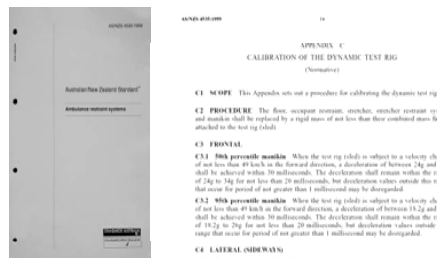 AS/NZS 4535:1999
Australian/New Zealand Standard
Ambulance restraint systems
AS/NZS 4535:1999
14
APPENDIX C
CALIBRATION OF THE DYNAMIC TEST RIG
(Normative)
C1 SCOPE This Appendix sets out a procedure for calibrating the dynamic test rig
C2 PROCEDURE The floor, occupant restraint, stretcher, stretcher restraint
and manikin shall be replaced by a rigid mass of not less than their combined mass
attached to the test rig (sled)
C3 FRONTAL
C3.1 50th percentile manikin When the test rig (sled) is subject to a velocity
of not less than 49 km/h in the forward direction, a deceleration of between 24g and
shall be achieved within 30 milliseconds. The deceleration shall remain within the
of 24g to 34g for not less than 20 milliseconds, but deceleration values outside this
that occur for period of not greater than 1 millisecond may be disregarded.
C3.2 95th percentile manikin When the test rig (sled) is subject to a velocity
of not less than 49 km/h in the forward direction, a deceleration of between 18.2g and
shall be achieved within 30 milliseconds. The deceleration shall remain within the
of 18.2g to 26g for not less than 20 milliseconds, but deceleration values outside
range that occur for period of not greater than 1 millisecond may be disregarded.
C4 LATERAL (SIDEWAYS)